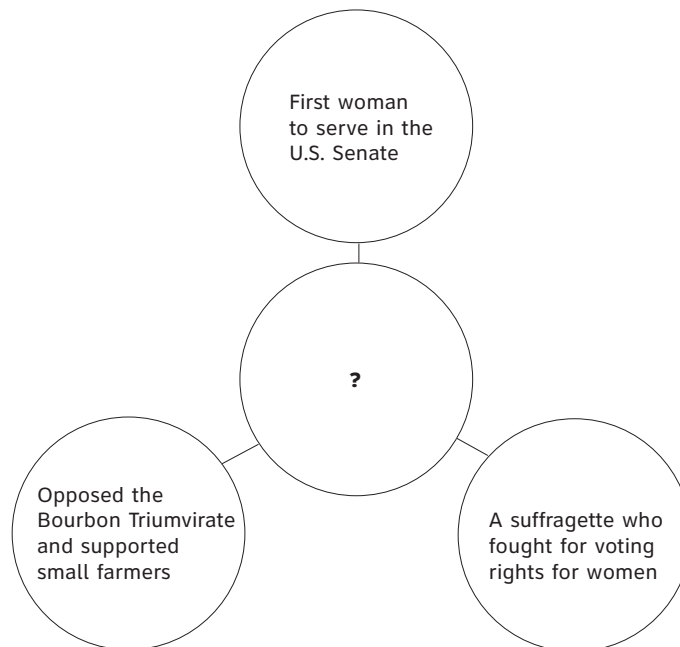 First woman
to serve in the
U.S. Senate
?
Opposed the
Bourbon Triumvirate
and supported
small farmers
A suffragette who
fought for voting
rights for women